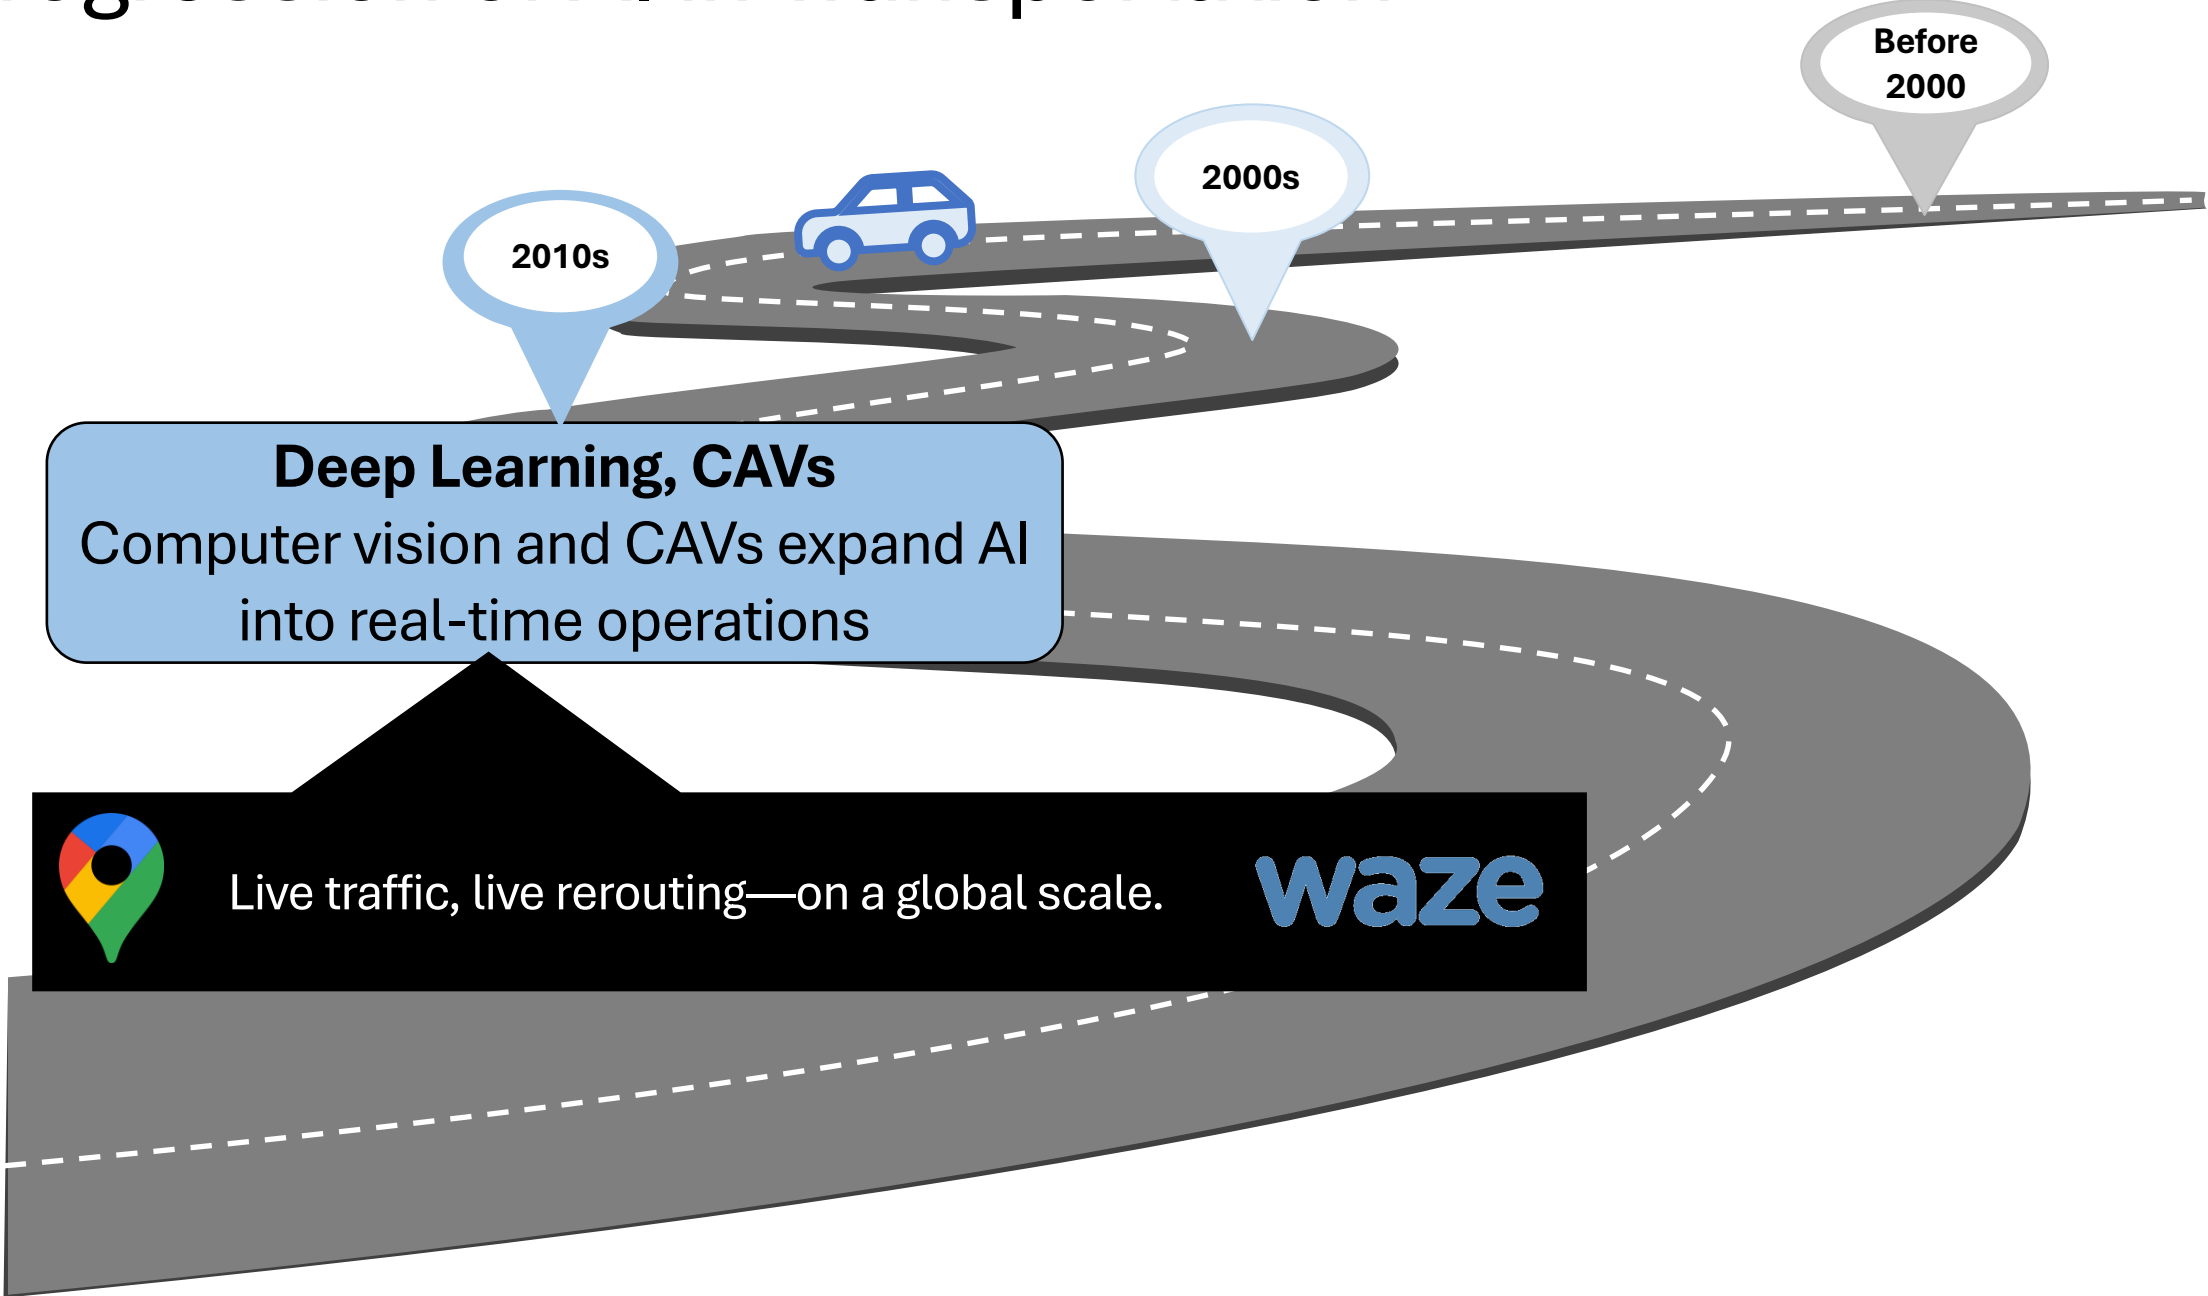 Before
2000
2000s
2010s
Deep Learning, CAVs
Computer vision and CAVs expand AI
into real-time operations
Live traffic, live rerouting—on a global scale.
waze